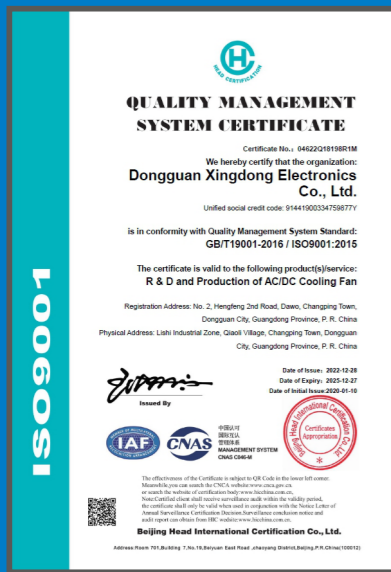 HEAD CERTIFICATION
QUALITY MANAGEMENT
SYSTEM CERTIFICATE
Certificate No.: 04622Q18198R1M
We hereby certify that the organization:
Dongguan Xingdong Electronics
Co., Ltd.
Unified social credit code: 91441900334759877Y
is in conformity with Quality Management System Standard:
GB/T19001-2016 / ISO9001:2015
The certificate is valid to the following product(s)/service:
R & D and Production of AC/DC Cooling Fan
Registration Address: No. 2, Hengfeng 2nd Road, Dawo, Changping Town,
Dongguan City, Guangdong Province, P. R. China
Physical Address: Lishi Industrial Zone, Qiaoli Village, Changping Town, Dongguan
City, Guangdong Province, P. R. China
Date of Issue: 2022-12-28
Date of Expiry: 2025-12-27
Date of Initial Issue:2020-01-10
Issued By
IAF
CNAS
中国认可
国际互认
管理体系
MANAGEMENT SYSTEM
CNAS C046-M
Beijing Head International Certification Co., Ltd.
Certificates
Appropriation
The effectiveness of the Certificate is subject to QR Code in the lower left corner.
Meanwhile,you can search the CNCA website:www.cnca.gov.cn.
or search the website of certification body:www.hicchina.com.cn.
Note:Certified client shall receive surveillance audit within the validity period,
the certificate shall only be valid when used in conjunction with the Notice Letter of
Annual Surveillance Certification Decision.Surveillance conclusion notice and
audit report can obtain from HIC website:www.hicchina.com.cn.
Beijing Head International Certification Co., Ltd.
Address:Room 701,Building 7,No.19,Beiyuan East Road ,chaoyang District,Beijing,P.R.China(100012)
ISO9001